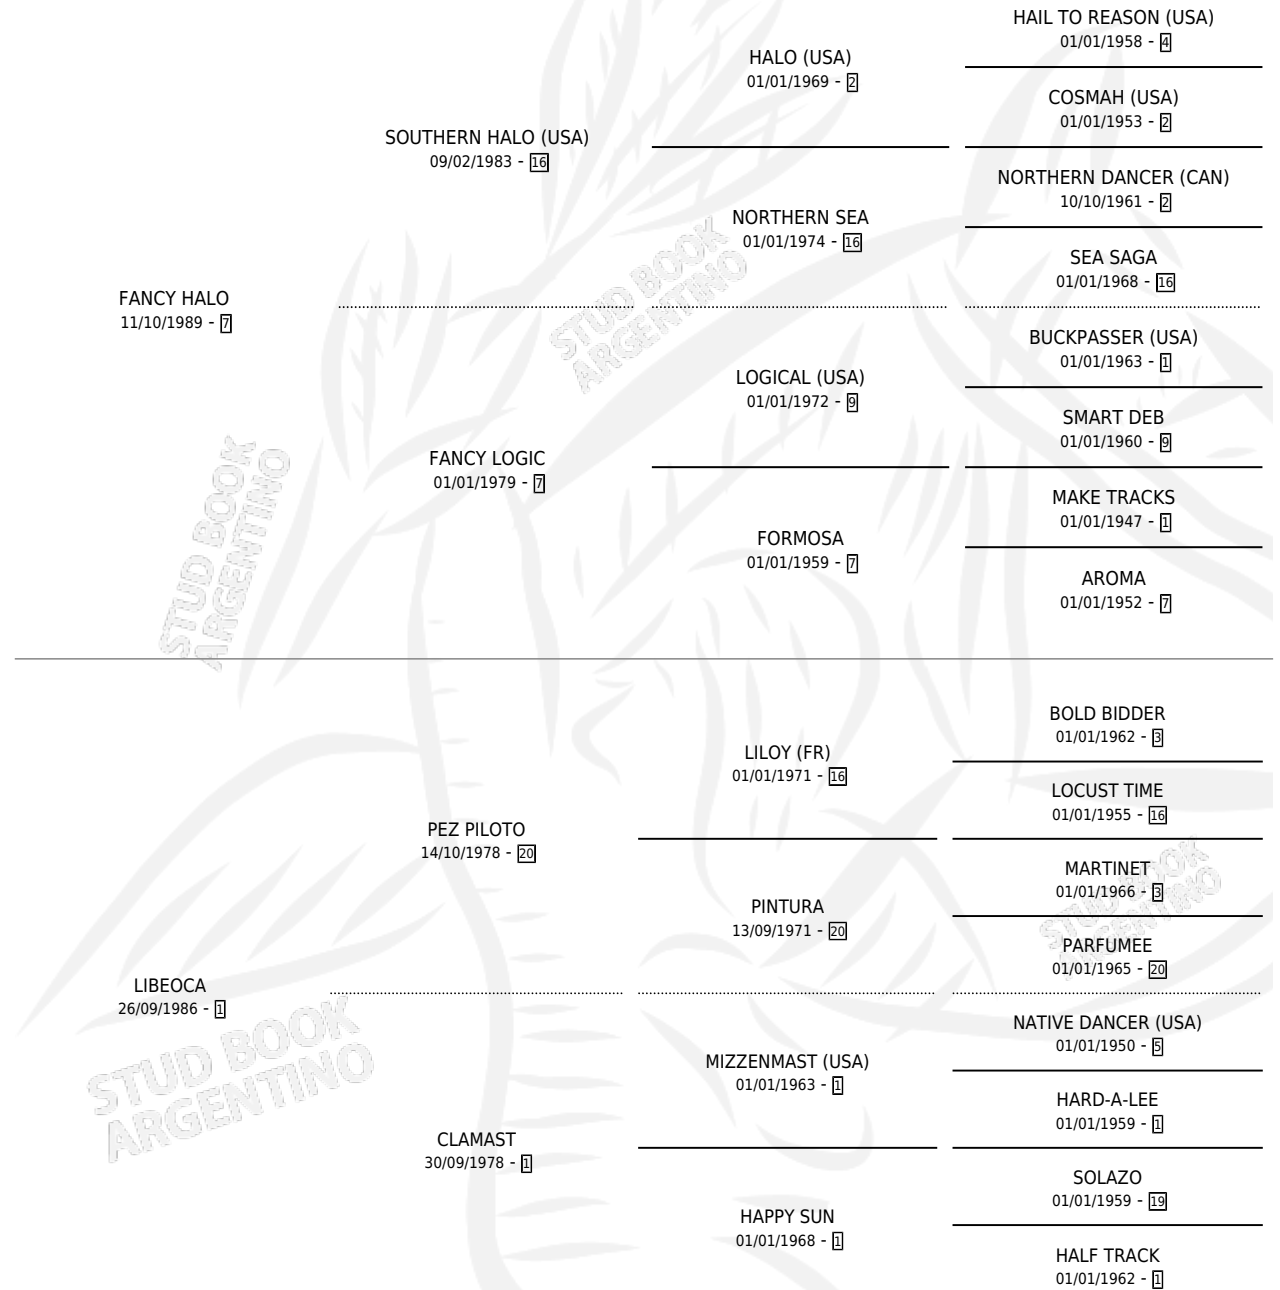 HAIL TO REASON (USA)
01/01/1958 - 4
HALO (USA)
01/01/1969 - 2
COSMAH (USA)
01/01/1953 - 2
SOUTHERN HALO (USA)
09/02/1983 - 16
NORTHERN DANCER (CAN)
10/10/1961 - 2
NORTHERN SEA
01/01/1974 - 16
SEA SAGA
01/01/1968 - 16
FANCY HALO
11/10/1989 - 7
STUD BOOK
ARGENTINO
BUCKPASSER (USA)
01/01/1963 - 1
LOGICAL (USA)
01/01/1972 - 9
SMART DEB
01/01/1960 - 9
FANCY LOGIC
01/01/1979 - 7
MAKE TRACKS
01/01/1947 - 1
FORMOSA
01/01/1959 - 7
AROMA
01/01/1952 - 7
STUD BOOK
ARGENTINO
BOLD BIDDER
01/01/1962 - 3
LILOY (FR)
01/01/1971 - 16
LOCUST TIME
01/01/1955 - 16
PEZ PILOTO
14/10/1978 - 20
MARTINET
01/01/1966 - 3
PINTURA
13/09/1971 - 20
PARFUMEE
01/01/1965 - 20
STUD BOOK
ARGENTINO
LIBEOCA
26/09/1986 - 1
NATIVE DANCER (USA)
01/01/1950 - 5
MIZZENMAST (USA)
01/01/1963 - 1
HARD-A-LEE
01/01/1959 - 1
STUD BOOK
ARGENTINO
CLAMAST
30/09/1978 - 1
SOLAZO
01/01/1959 - 19
HAPPY SUN
01/01/1968 - 1
HALF TRACK
01/01/1962 - 1